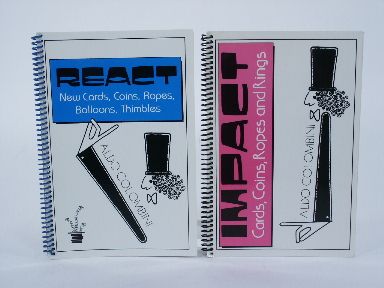 REACT
New Cards, Coins, Ropes,
Balloons, Thimbles
ALDO COLOMBINI
IMPACT
Cards, Coins, Ropes and Rings
ALDO COLOMBINI